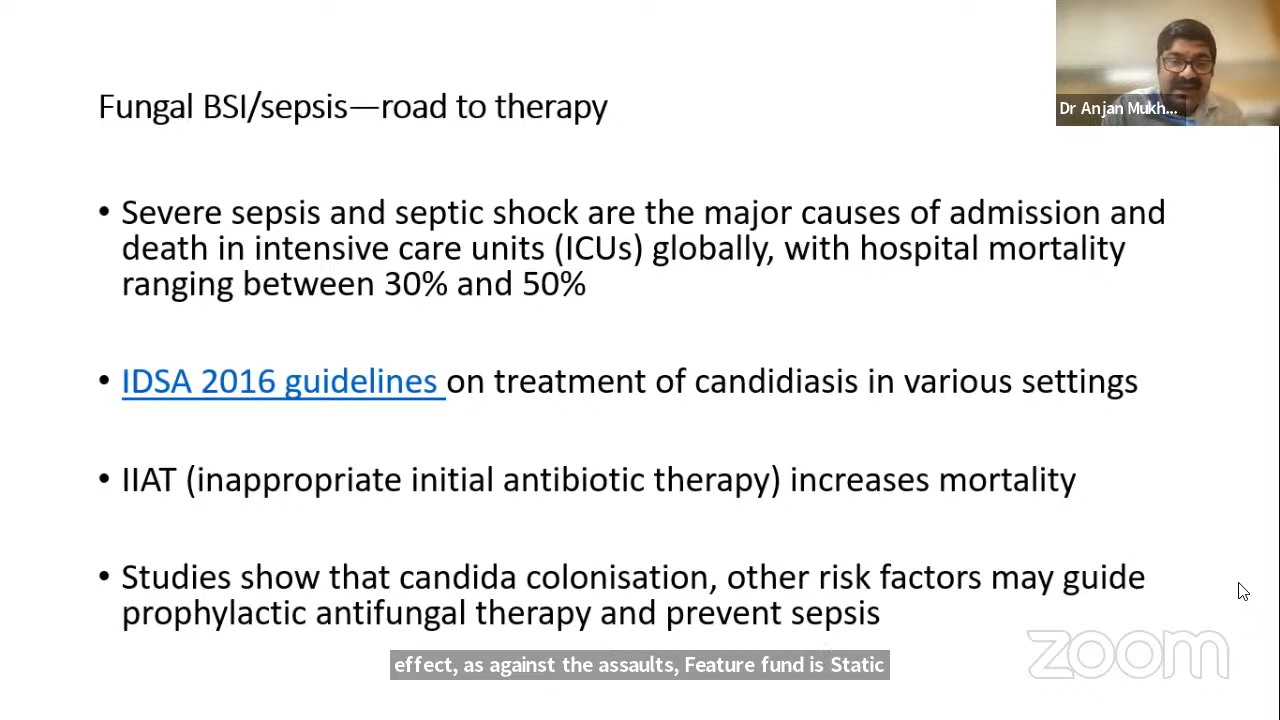 Dr Anjan Mukh...
Fungal BSI/sepsis—road to therapy
• Severe sepsis and septic shock are the major causes of admission and
death in intensive care units (ICUs) globally, with hospital mortality
ranging between 30% and 50%
• IDSA 2016 guidelines on treatment of candidiasis in various settings
• IIAT (inappropriate initial antibiotic therapy) increases mortality
• Studies show that candida colonisation, other risk factors may guide
prophylactic antifungal therapy and prevent sepsis
zoom
effect, as against the assaults, Feature fund is Static